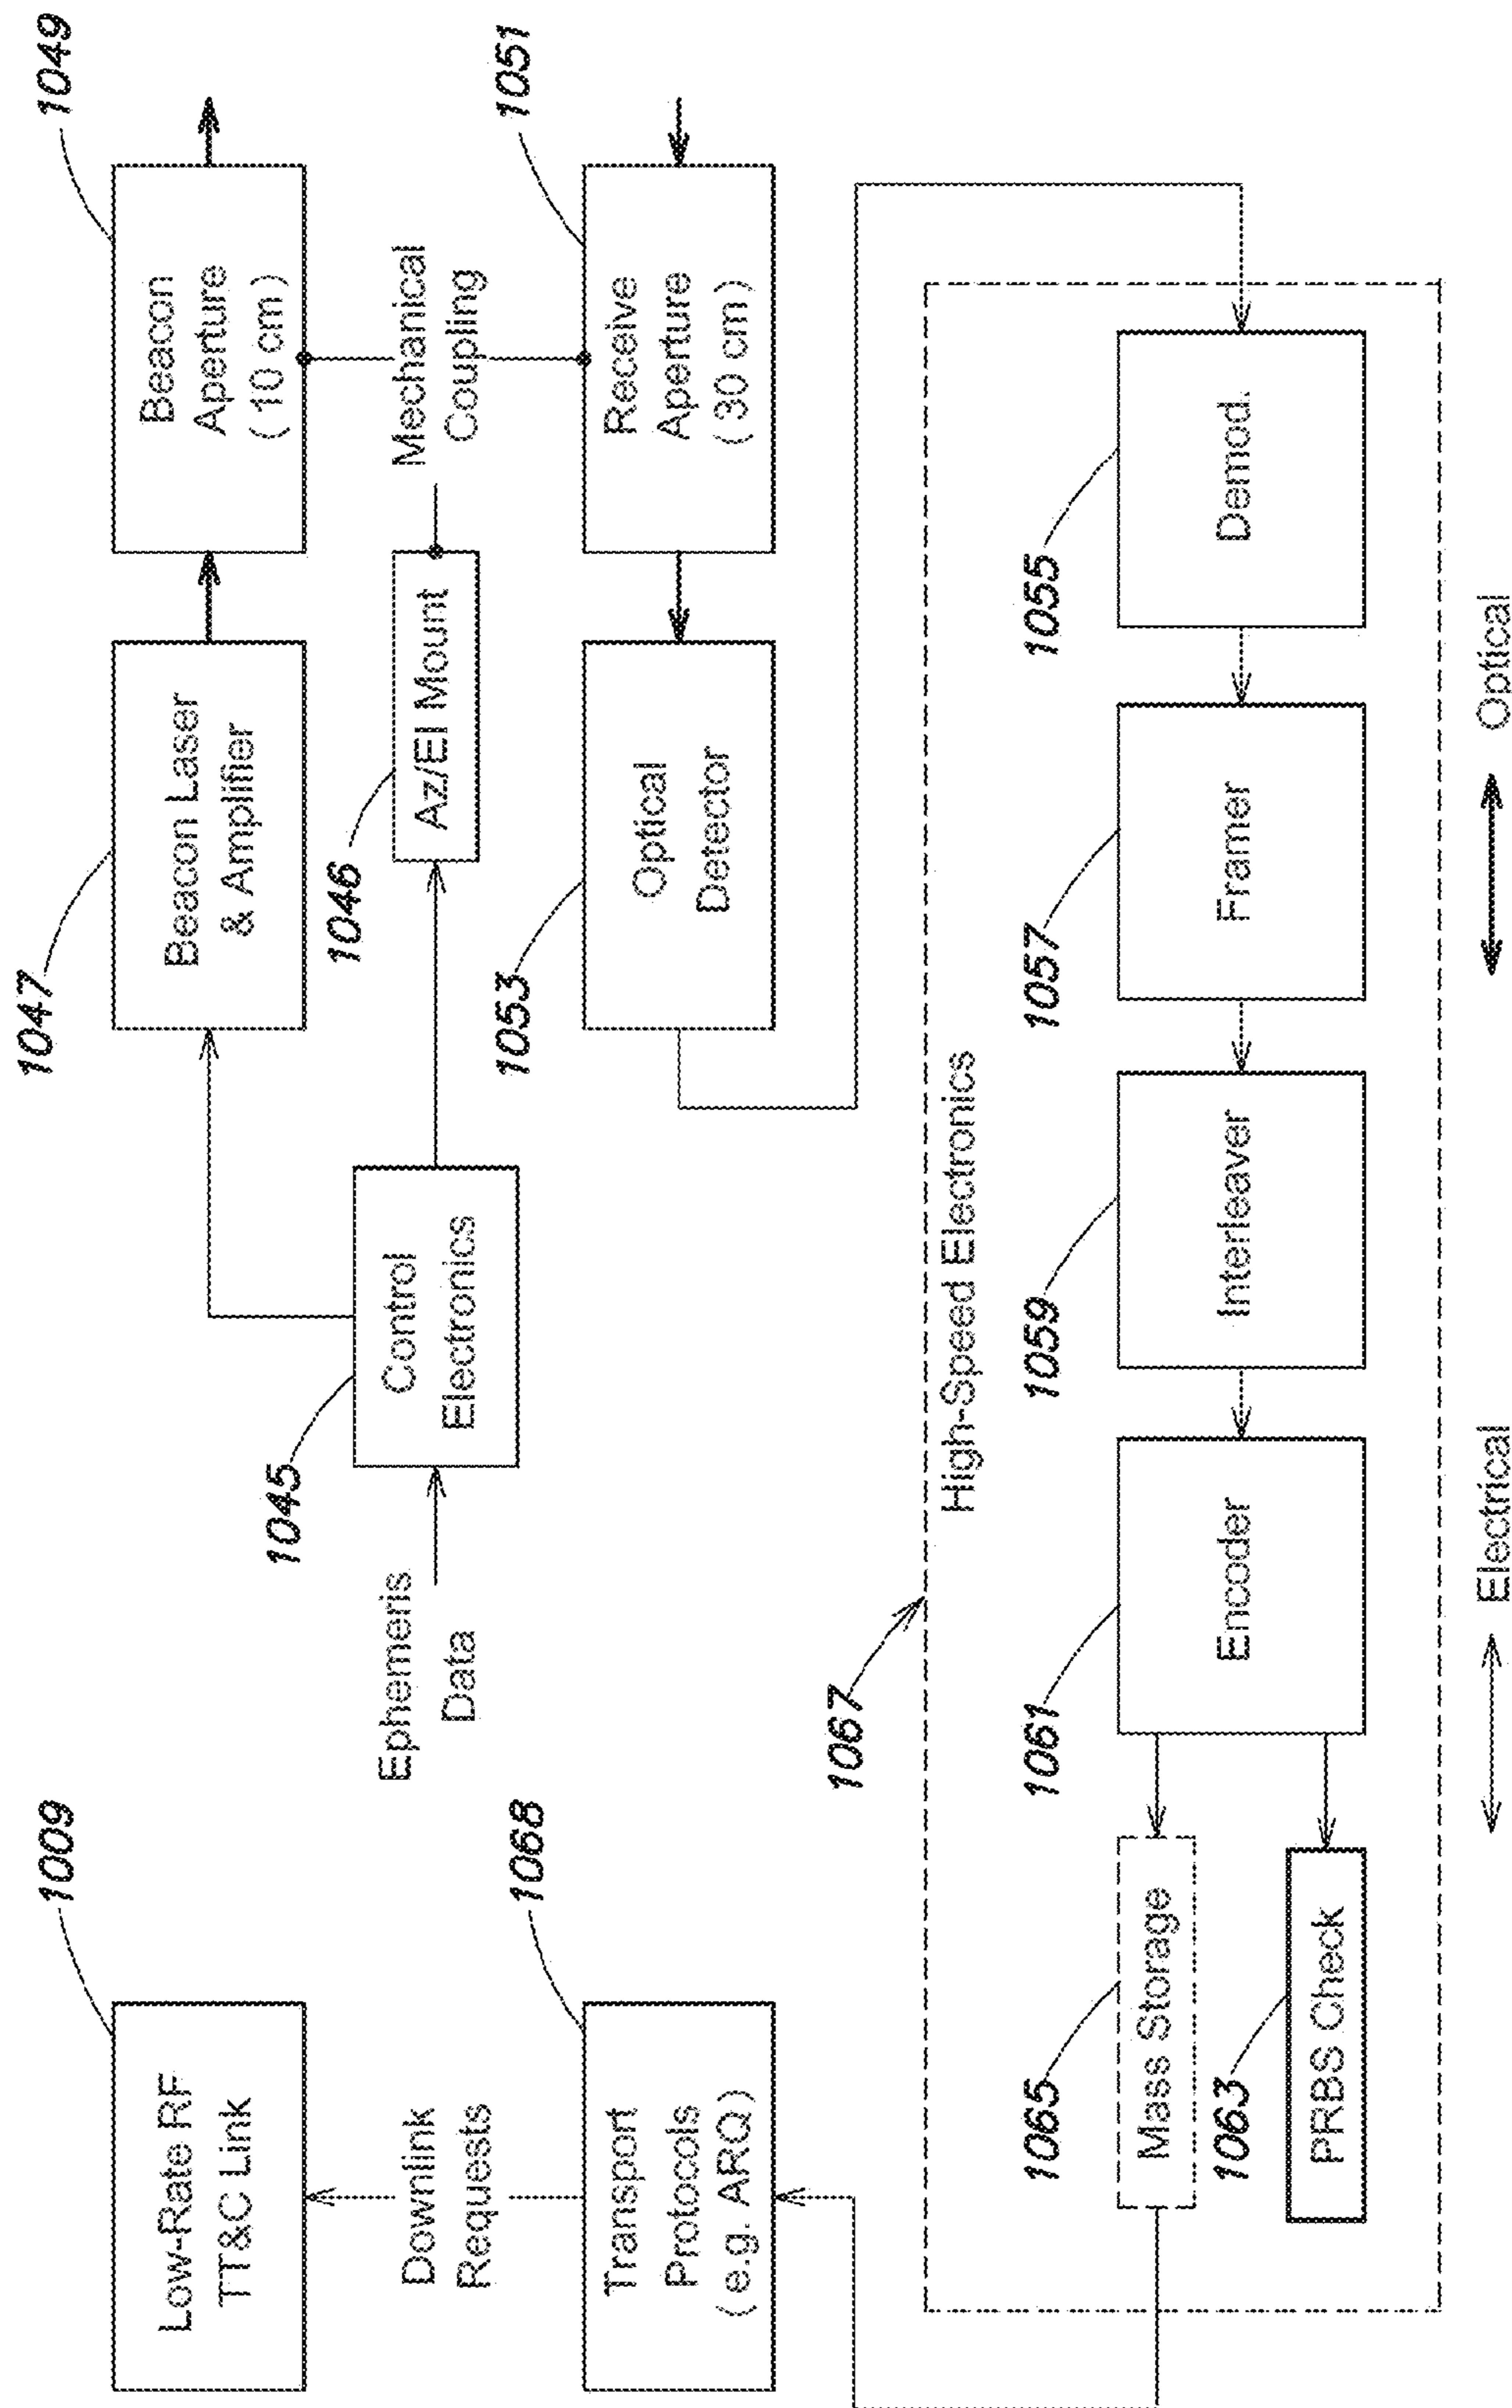 1009
Low-Rate RF
TT&C Link
Downlink
Requests
1068
Transport
Protocols
( e.g. ARQ )
Ephemeris
Data
1045
Control
Electronics
1047
Beacon Laser
& Amplifier
1049
Beacon
Aperture
( 10 cm )
1046
Az/El Mount
Mechanical
Coupling
1053
Optical
Detector
1051
Receive
Aperture
( 30 cm )
1067
High-Speed Electronics
1065
Mass Storage
1063
PRBS Check
1061
Encoder
1059
Interleaver
1057
Framer
1055
Demod.
Electrical
Optical